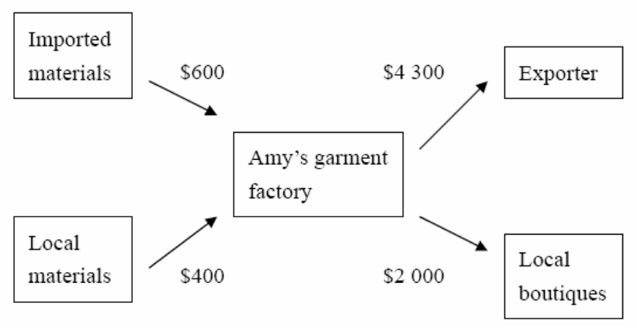 Imported
materials
$600
$4 300
Exporter
Amy’s garment
factory
Local
materials
$400
$2 000
Local
boutiques